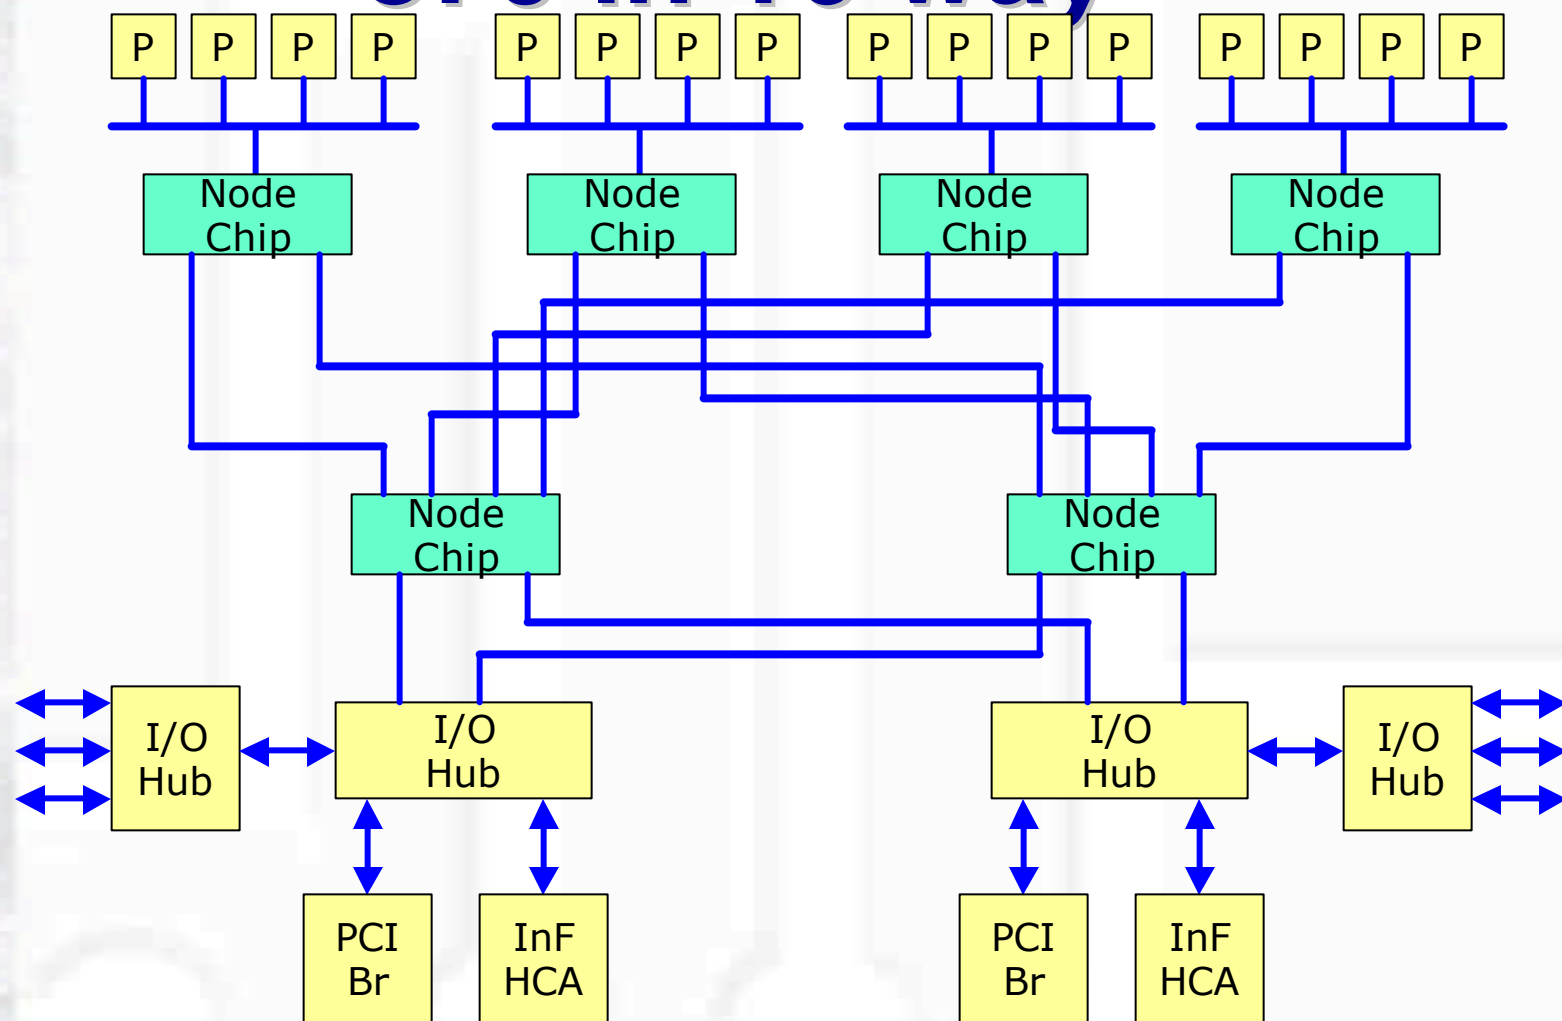 P P P P P P P P P P P P P P P P
Node Node Node Node
Chip Chip Chip Chip
Node Node
Chip Chip
I/O
Hub
I/O
Hub
I/O
Hub
I/O
Hub
PCI
Br
InF
HCA
PCI
Br
InF
HCA